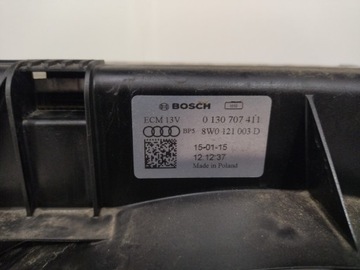 BOSCH
ECM 13V 0 130 707 411
BP5 8W0 121 003 D
15-01-15
12:12:37
Made in Poland